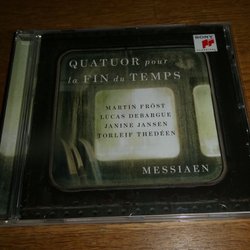 SONY
QUATUOR pour
la FIN du TEMPS
MARTIN FRÖST
LUCAS DEBARGUE
JANINE JANSEN
TORLEIF THEDÉEN
MESSIAEN